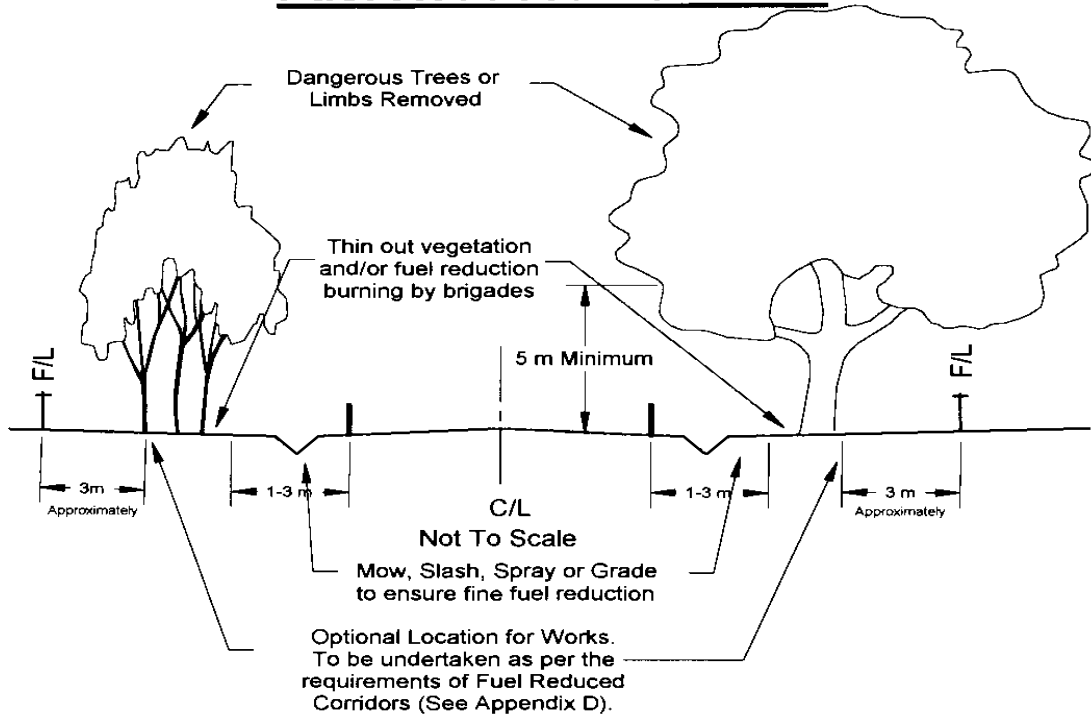 Dangerous Trees or
Limbs Removed
Thin out vegetation
and/or fuel reduction
burning by brigades
5 m Minimum
F/L
F/L
3m
Approximately
1-3 m
C/L
Not To Scale
1-3 m
3 m
Approximately
Mow, Slash, Spray or Grade
to ensure fine fuel reduction
Optional Location for Works.
To be undertaken as per the
requirements of Fuel Reduced
Corridors (See Appendix D).